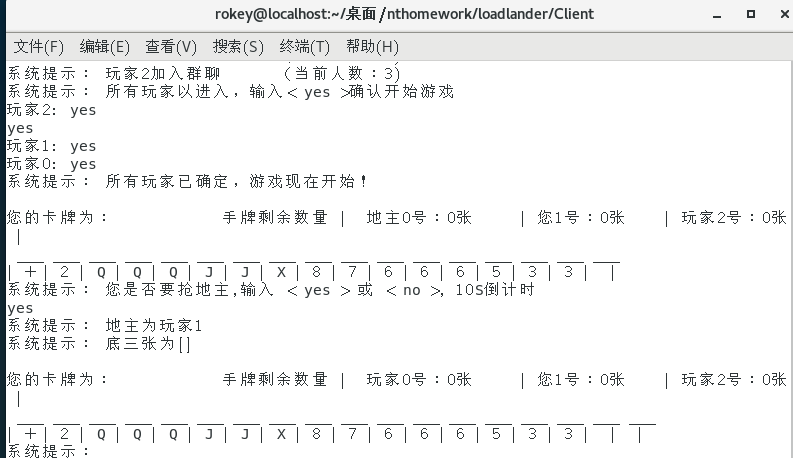 rokey@localhost:~/桌面/nthomework/loadlander/Client
文件(F) 编辑(E) 查看(V) 搜索(S) 终端(T) 帮助(H)
系统提示: 玩家2加入群聊 (当前人数:3)
系统提示: 所有玩家以进入,输入< yes >确认开始游戏
玩家2: yes
yes
玩家1: yes
玩家0: yes
系统提示: 所有玩家已确定,游戏现在开始!
您的卡牌为: 手牌剩余数量 | 地主0号:0张 | 您1号:0张 | 玩家2号:0张
|
| 十 | 2 | Q | Q | Q | J | J | X | 8 | 7 | 6 | 6 | 6 | 5 | 3 | 3 | |
系统提示: 您是否要抢地主,输入 < yes > 或 < no >, 10S倒计时
yes
系统提示: 地主为玩家1
系统提示: 底三张为[]
您的卡牌为: 手牌剩余数量 | 玩家0号:0张 | 您1号:0张 | 玩家2号:0张
|
| 十 | 2 | Q | Q | Q | J | J | X | 8 | 7 | 6 | 6 | 6 | 5 | 3 | 3 | | |
系统提示: